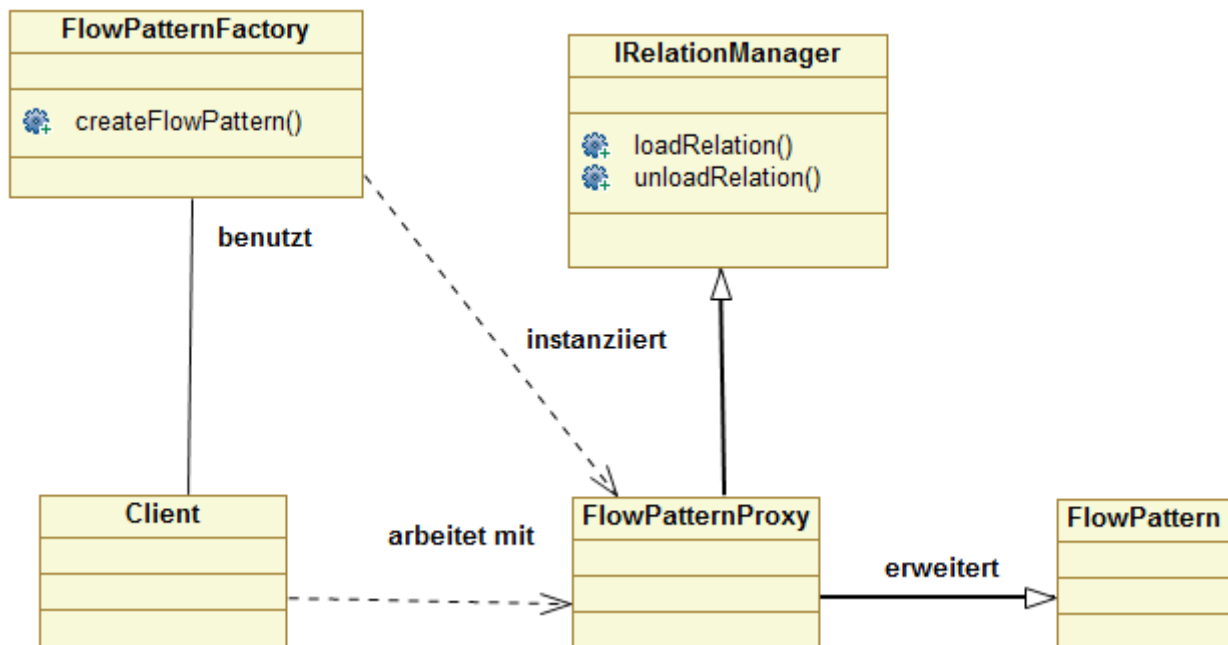 FlowPatternFactory
createFlowPattern()
IRelationManager
loadRelation()
unloadRelation()
benutzt
instanziiert
Client
arbeitet mit
FlowPatternProxy
erweitert
FlowPattern